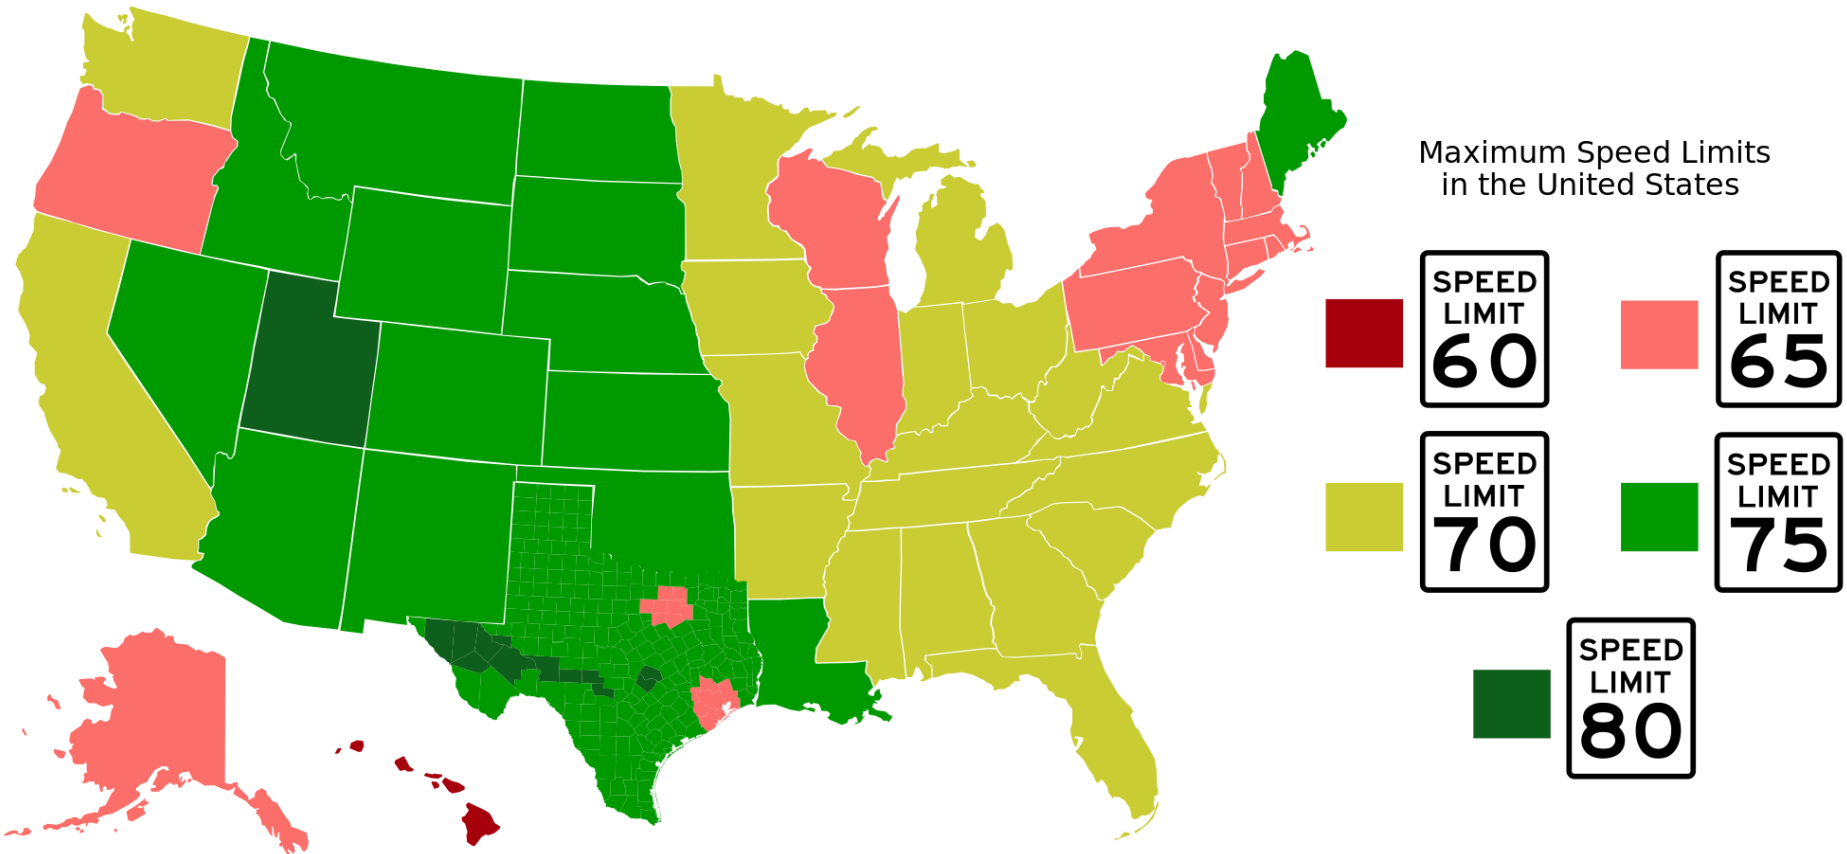 Maximum Speed Limits
in the United States
SPEED
LIMIT
60
SPEED
LIMIT
65
SPEED
LIMIT
70
SPEED
LIMIT
75
SPEED
LIMIT
80